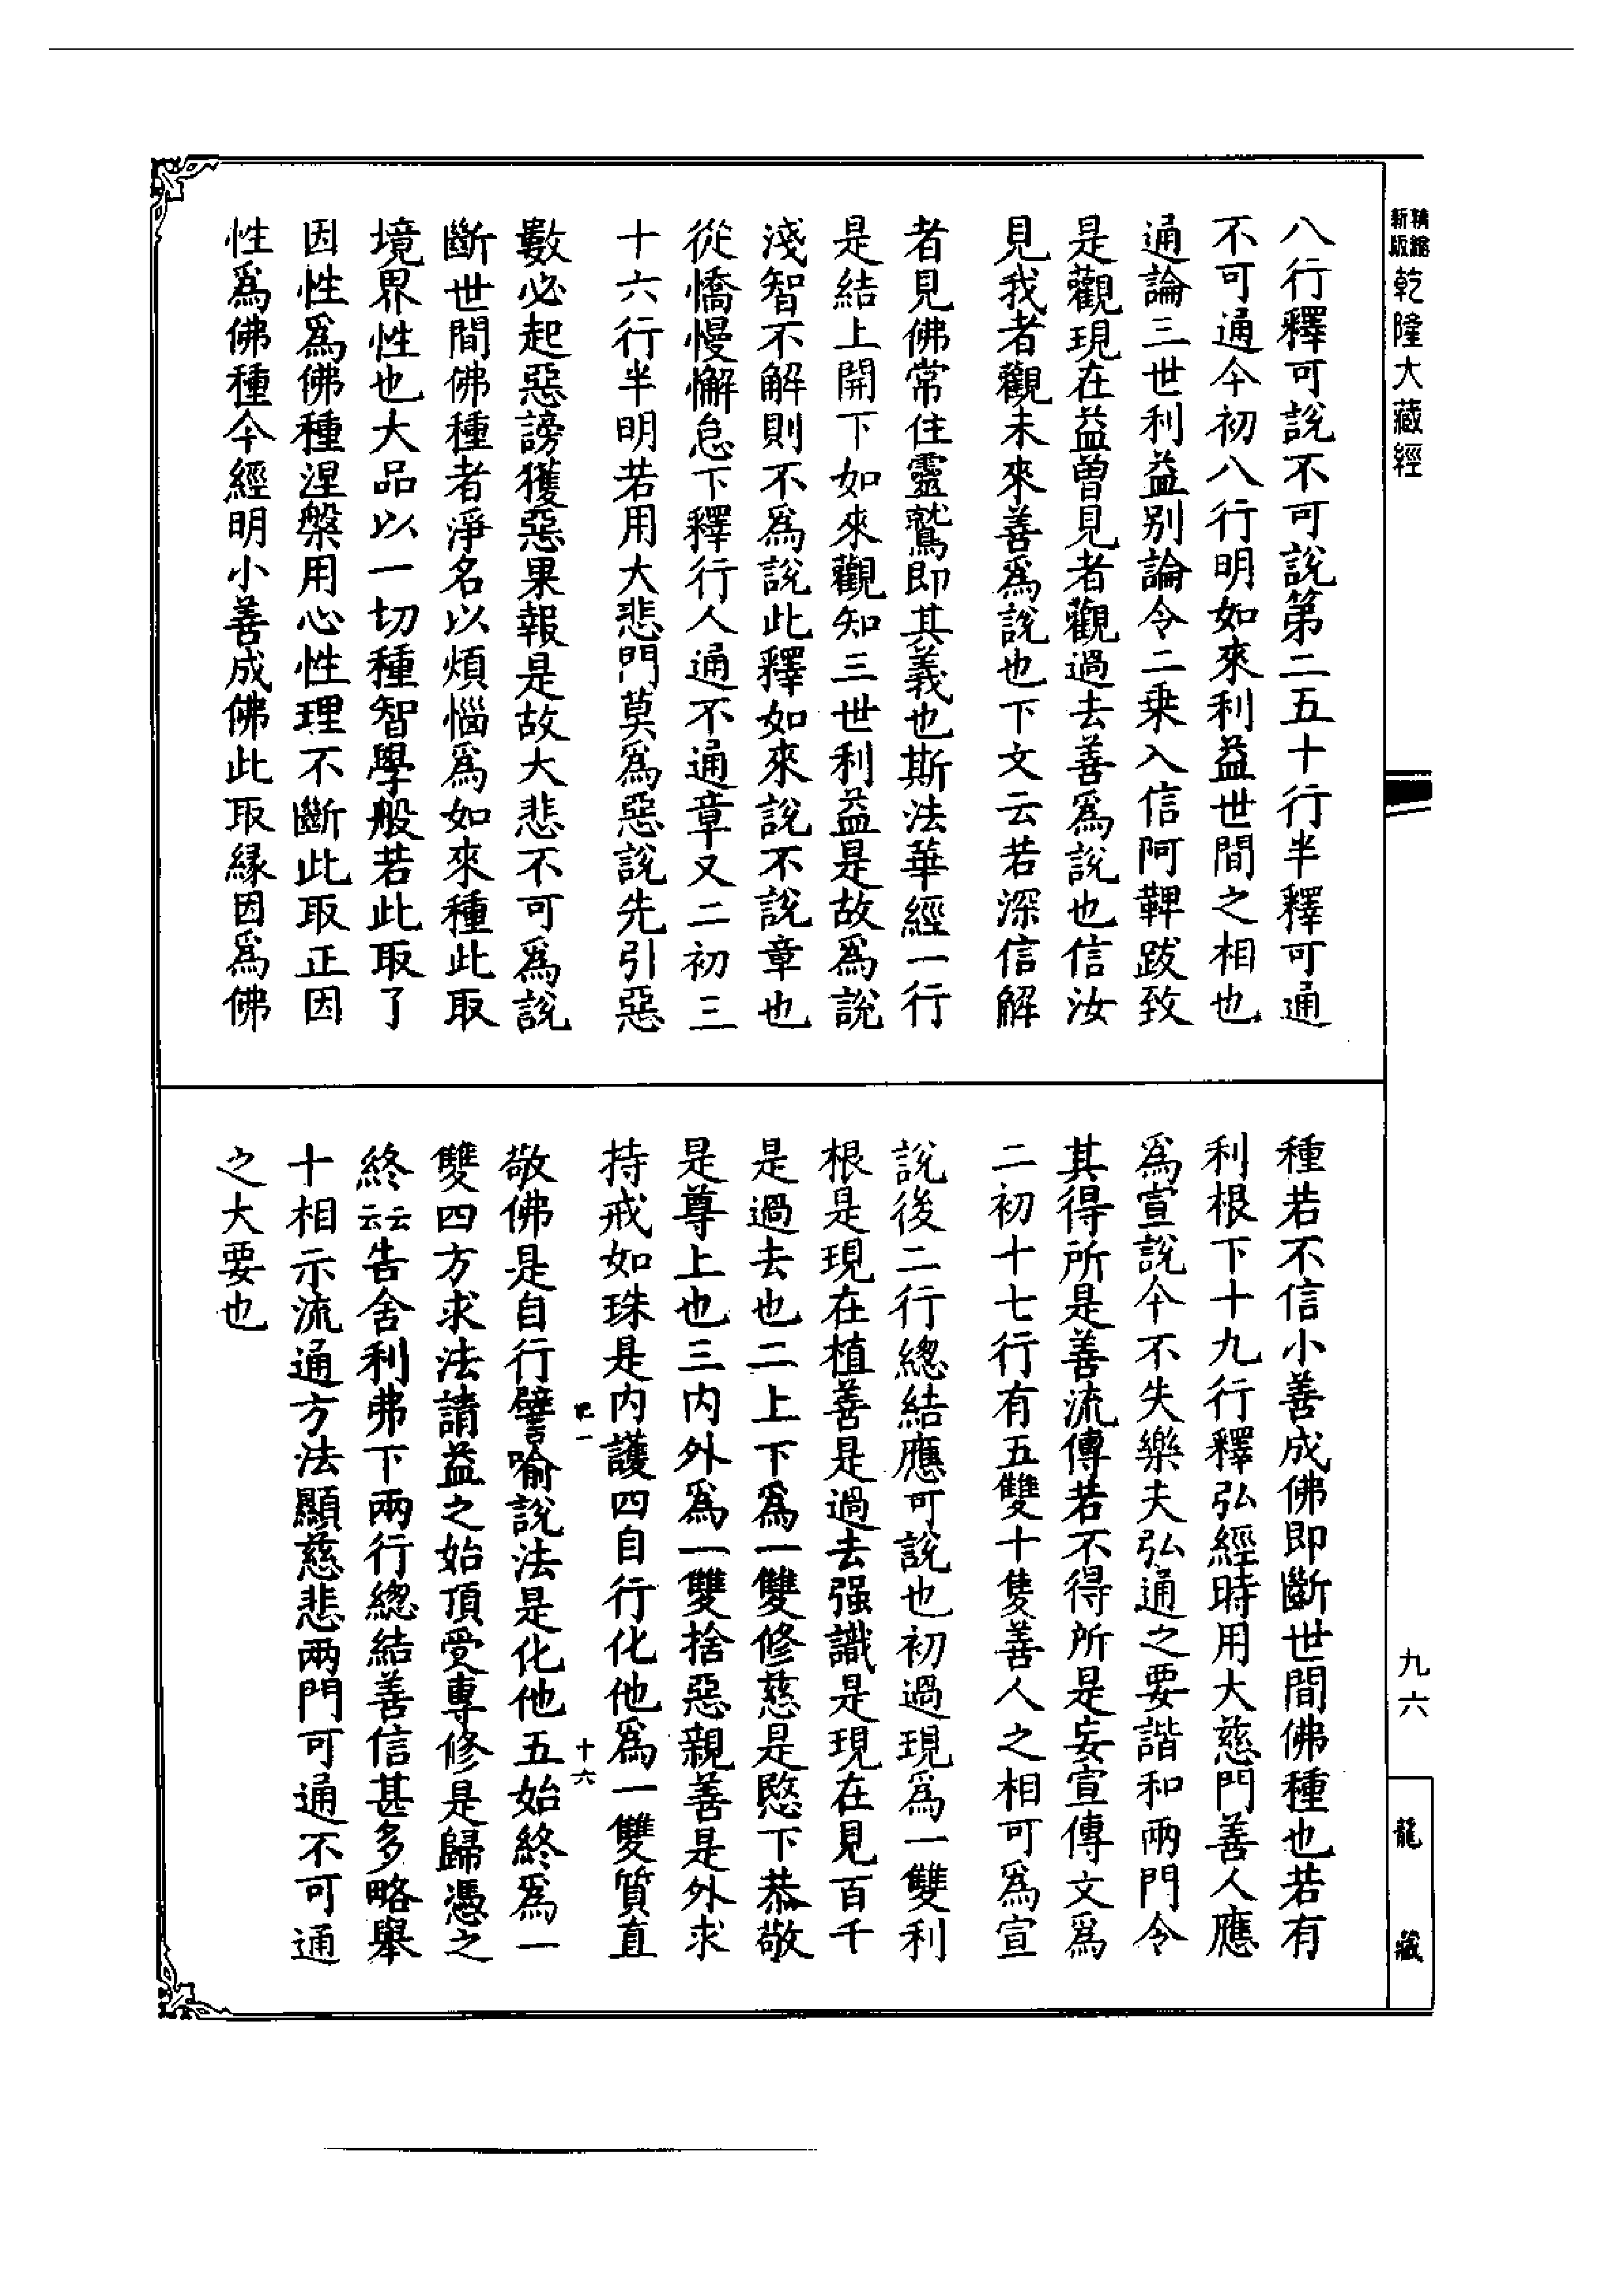 精縮新版乾隆大藏經
八行釋可說不可說第二五十行半釋可通
不可通今初八行明如來利益世間之相也
通論三世利益别論令二乗入信阿鞞跋致
是觀現在益曾見者觀過去善爲說也信汝
見我者觀未來善爲說也下文云若深信解
者見佛常住靈鷲即其義也斯法華經一行
是結上開下如來觀知三世利益是故爲說
淺智不解則不爲說此釋如來說不說章也
從憍慢懈怠下釋行人通不通章又二初三
十六行半明若用大悲門莫爲惡說先引惡
數必起惡謗獲惡果報是故大悲不可爲說
斷世間佛種者淨名以煩惱爲如來種此取
境界性也大品以一切種智學般若此取了
因性爲佛種涅槃用心性理不斷此取正因
性爲佛種今經明小善成佛此取緣因爲佛
種若不信小善成佛即斷世間佛種也若有
利根下十九行釋弘經時用大慈門善人應
爲宣說令不失樂夫弘通之要諧和兩門令
其得所是善流傳若不得所是妄宣傳文爲
二初十七行有五雙十隻善人之相可爲宣
說後二行總結應可說也初過現爲一雙利
根是現在植善是過去强識是現在見百千
是過去也二上下爲一雙修慈是愍下恭敬
是尊上也三内外爲一雙捨惡親善是外求
持戒如珠是内護四自行化他爲一雙質直
十六
敬佛是自行譬喻說法是化他五始終爲一
雙四方求法請益之始頂受專修是歸憑之
終云云告舍利弗下兩行總結善信甚多略舉
十相示流通方法顯慈悲兩門可通不可通
之大要也
九六
龍藏